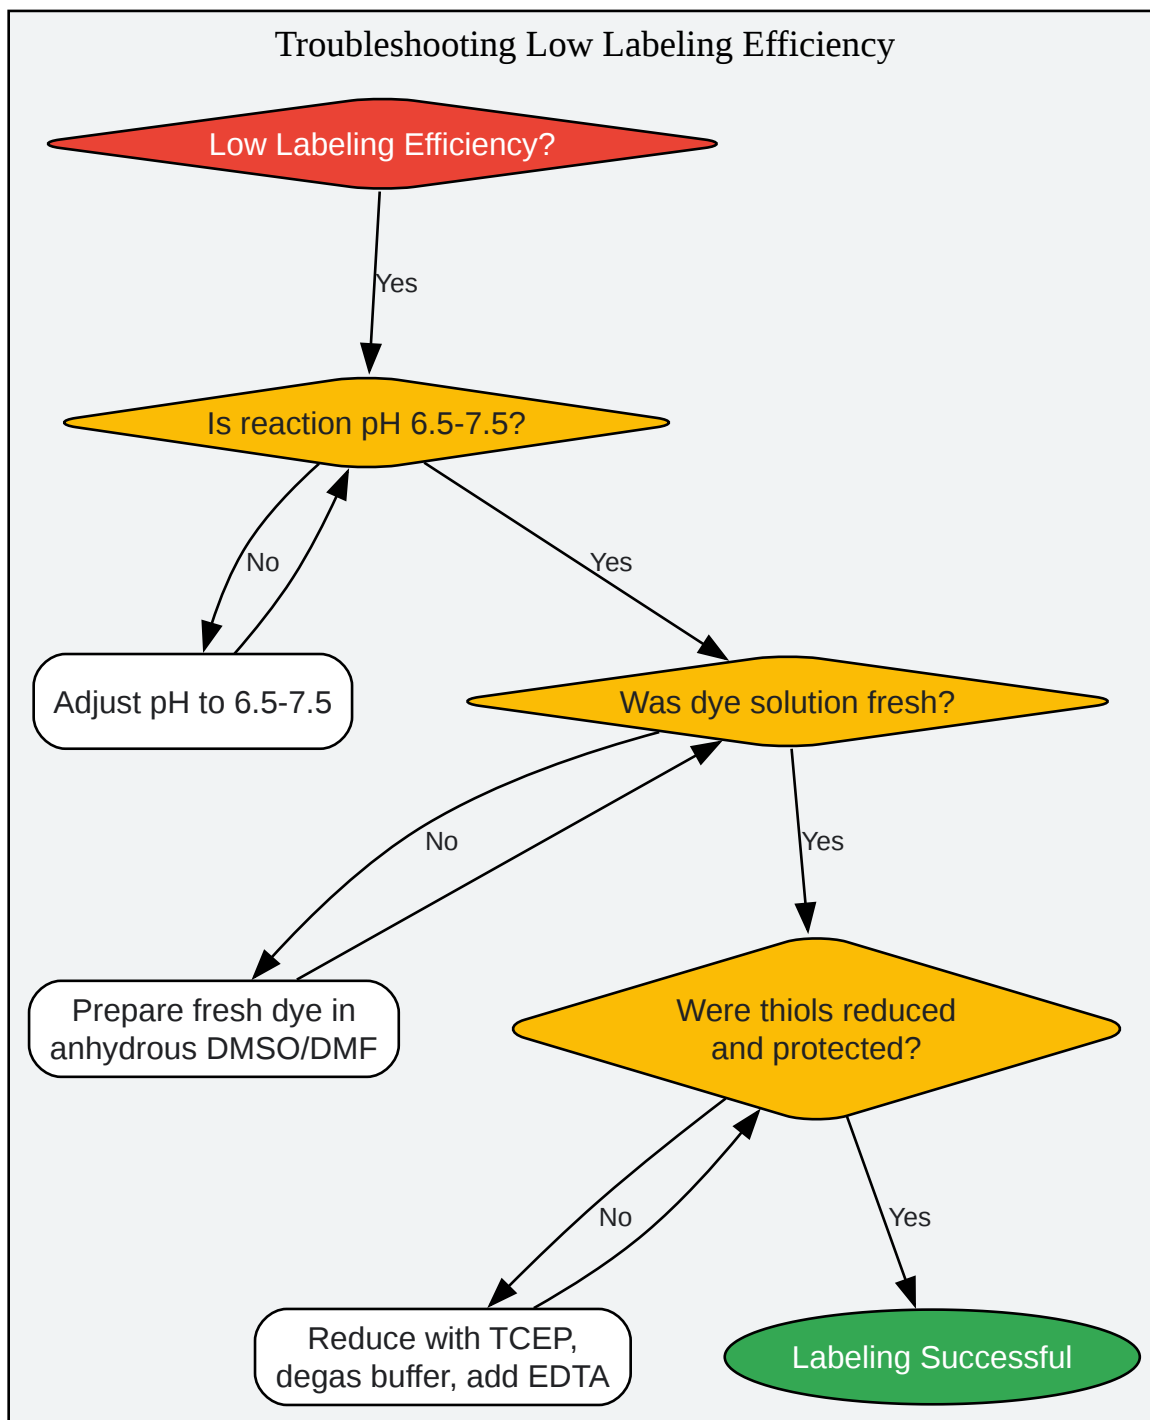 Troubleshooting Low Labeling Efficiency
Low Labeling Efficiency?
Yes
Is reaction pH 6.5-7.5?
No
Yes
Adjust pH to 6.5-7.5
Was dye solution fresh?
No
Yes
Prepare fresh dye in
anhydrous DMSO/DMF
Were thiols reduced
and protected?
No
Yes
Reduce with TCEP,
degas buffer, add EDTA
Labeling Successful